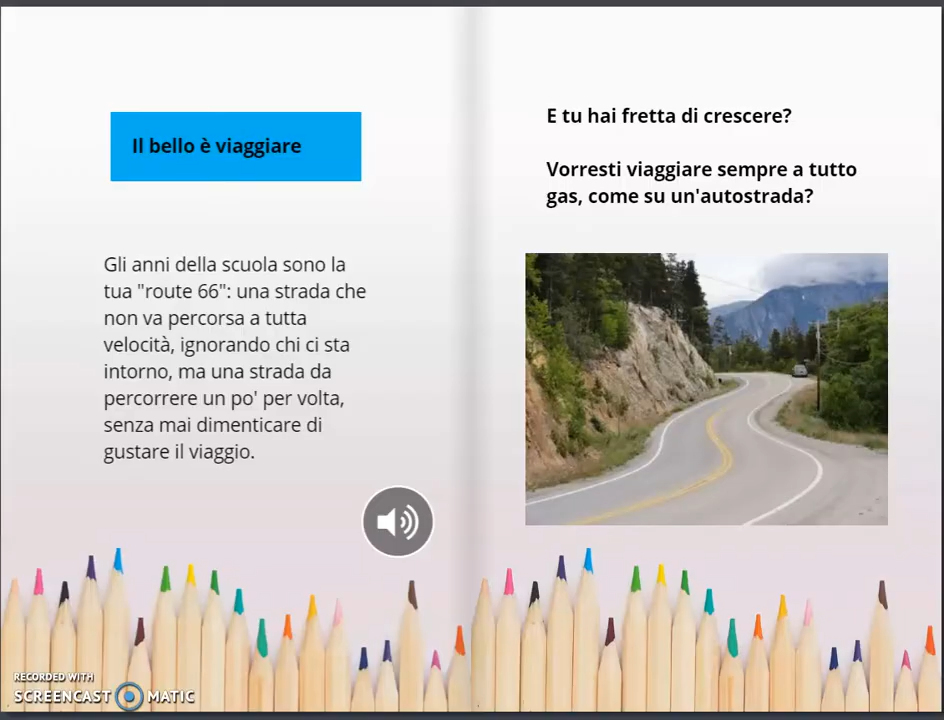 Il bello è viaggiare
Gli anni della scuola sono la
tua "route 66": una strada che
non va percorsa a tutta
velocità, ignorando chi ci sta
intorno, ma una strada da
percorrere un po' per volta,
senza mai dimenticare di
gustare il viaggio.
E tu hai fretta di crescere?
Vorresti viaggiare sempre a tutto
gas, come su un'autostrada?
RECORDED WITH
SCREENCAST MATIC